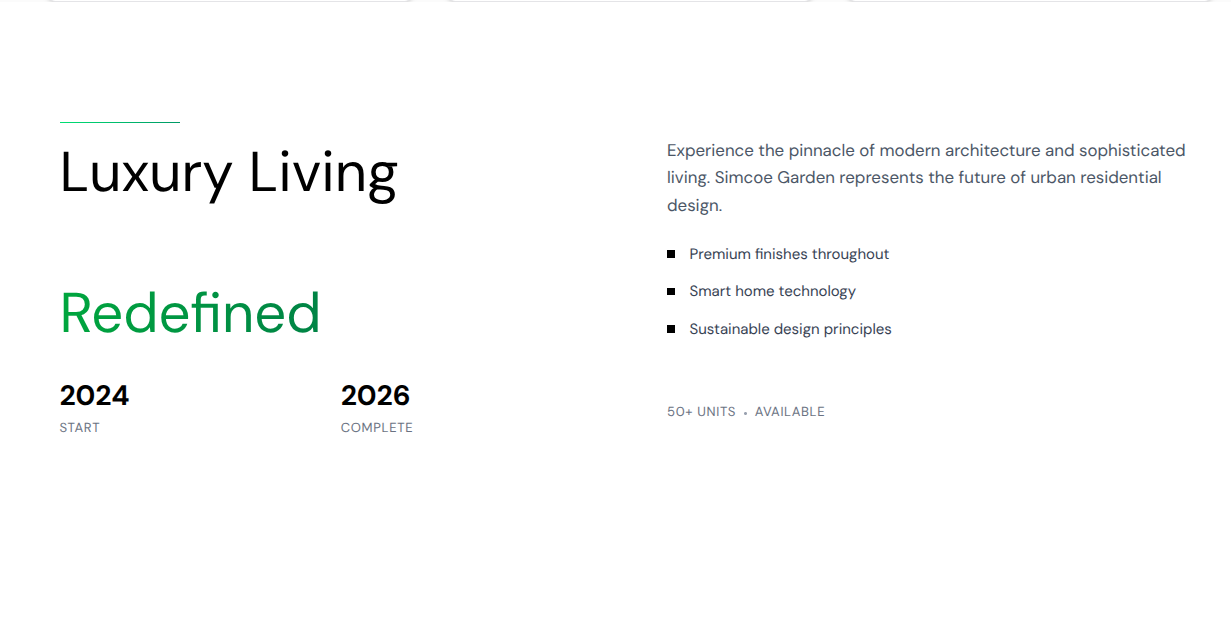 Luxury Living
Redefined
2024
START
2026
COMPLETE
Experience the pinnacle of modern architecture and sophisticated
living. Simcoe Garden represents the future of urban residential
design.
Premium finishes throughout
Smart home technology
Sustainable design principles
50+ UNITS • AVAILABLE